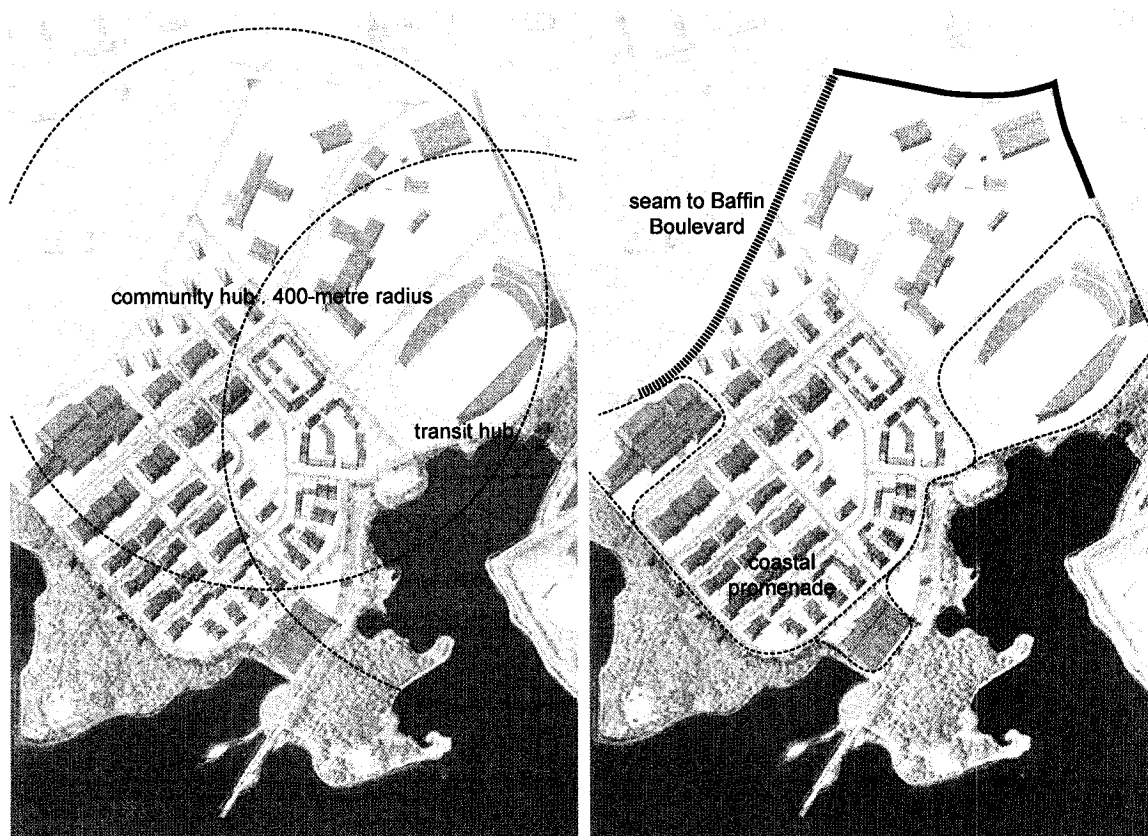 community hub . 400-metre radius
transit hub
seam to Baffin
Boulevard
coastal
promenade